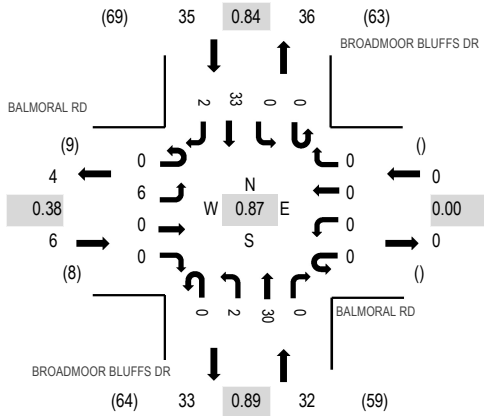 (69) 35 0.84 36 (63)
BROADMOOR BLUFFS DR
2 33 0 0
BALMORAL RD
(9) 0 0 ()
4 0
6 N 0
0.38 W 0.87 E 0.00
0 0
6 S 0
0 0
(8) ()
0 2 30 0
BALMORAL RD
BROADMOOR BLUFFS DR
(64) 33 0.89 32 (59)